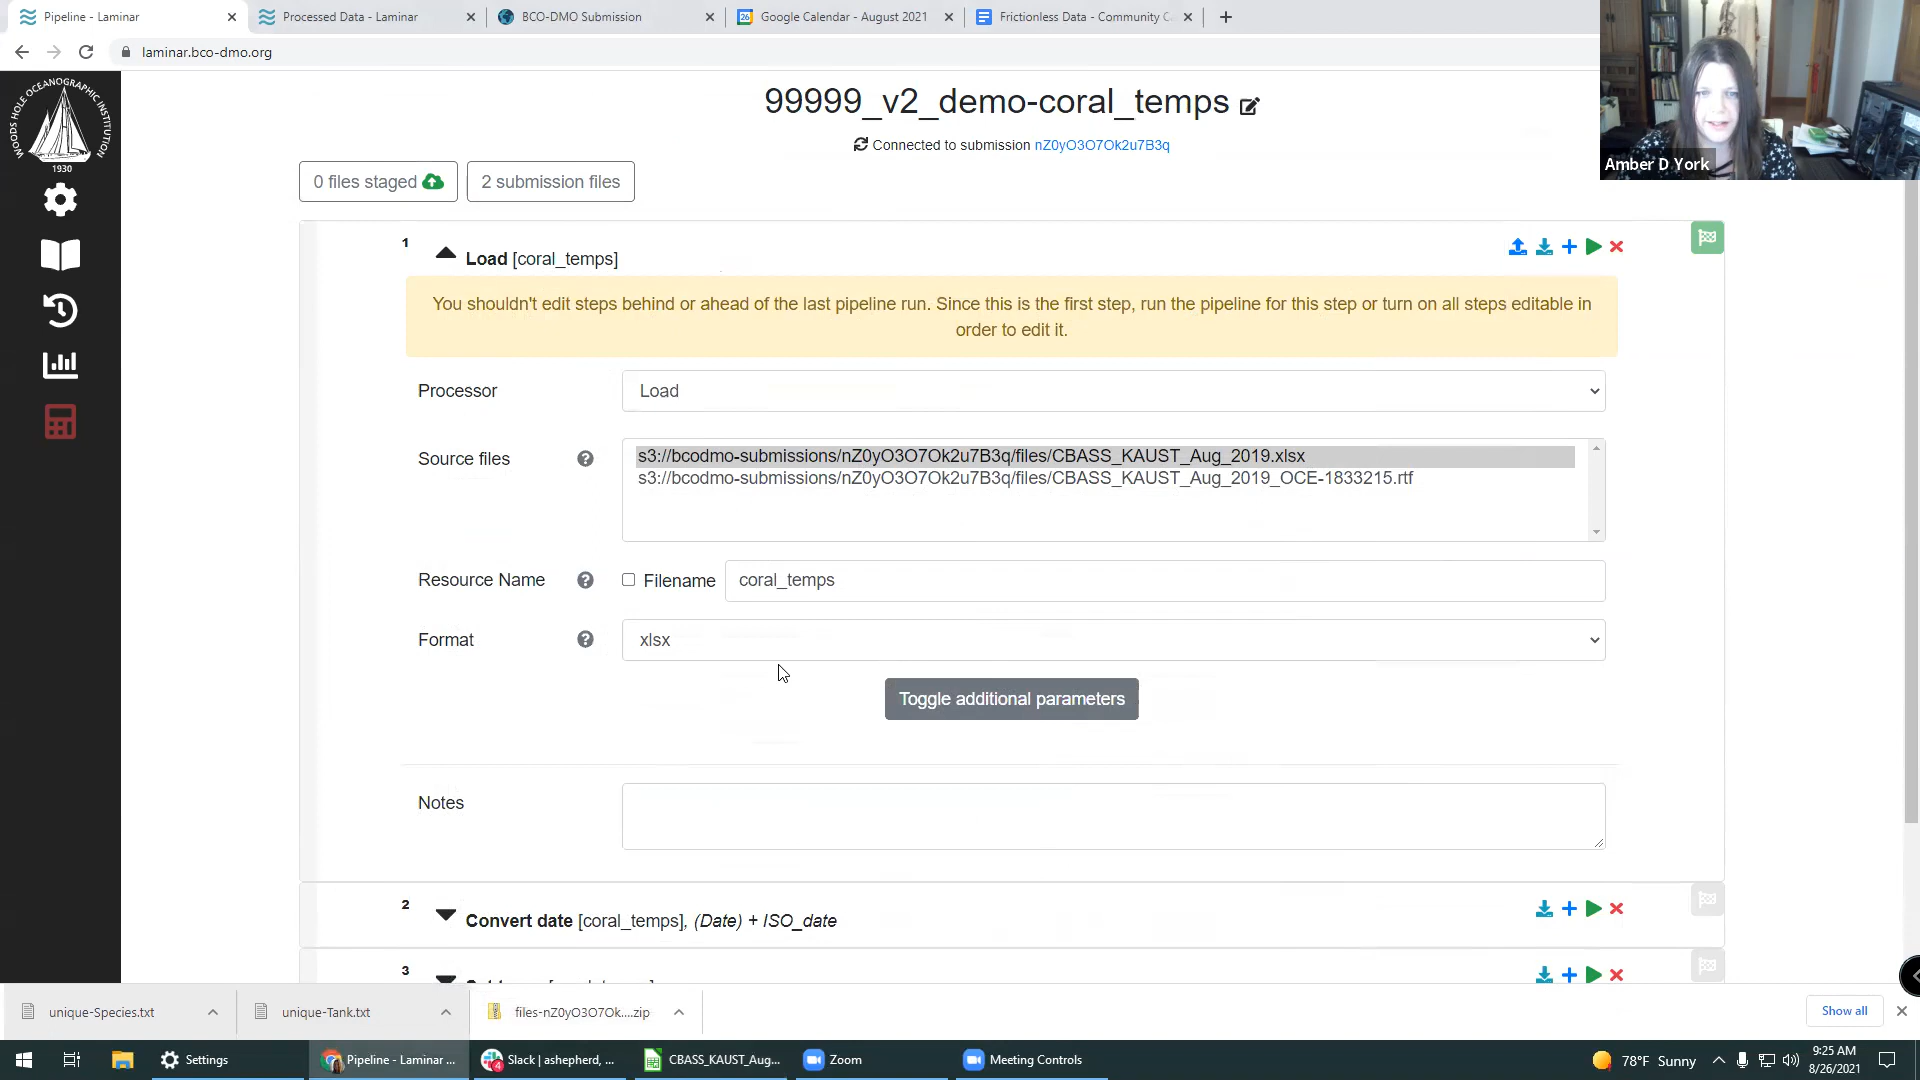 Pipeline - Laminar
Processed Data - Laminar
BCO-DMO Submission
Google Calendar - August 2021
Frictionless Data - Community C
laminar.bco-dmo.org
WOODS HOLE OCEANOGRAPHIC INSTITUTION
1930
99999_v2_demo-coral_temps
Connected to submission nZ0yO3O7Ok2u7B3q
Amber D York
0 files staged
2 submission files
1
Load [coral_temps]
You shouldn't edit steps behind or ahead of the last pipeline run. Since this is the first step, run the pipeline for this step or turn on all steps editable in
order to edit it.
Processor
Load
Source files
s3://bcodmo-submissions/nZ0yO3O7Ok2u7B3q/files/CBASS_KAUST_Aug_2019.xlsx
s3://bcodmo-submissions/nZ0yO3O7Ok2u7B3q/files/CBASS_KAUST_Aug_2019_OCE-1833215.rtf
Resource Name
Filename
coral_temps
Format
xlsx
Toggle additional parameters
Notes
2
Convert date [coral_temps], (Date) + ISO_date
3
unique-Species.txt
unique-Tank.txt
files-nZ0yO3O7Ok....zip
Show all
Settings
Pipeline - Laminar ...
4
Slack | ashepherd, ...
CBASS_KAUST_Aug...
Zoom
Meeting Controls
78°F Sunny
9:25 AM
8/26/2021